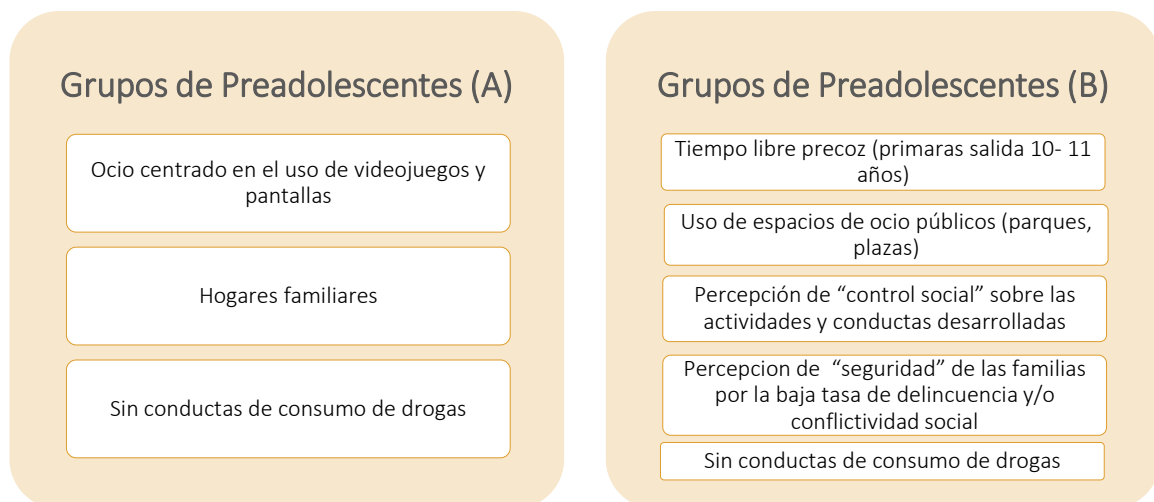 Grupos de Preadolescentes (A)
Ocio centrado en el uso de videojuegos y
pantallas
Hogares familiares
Sin conductas de consumo de drogas
Grupos de Preadolescentes (B)
Tiempo libre precoz (primaras salida 10- 11
años)
Uso de espacios de ocio públicos (parques,
plazas)
Percepción de “control social” sobre las
actividades y conductas desarrolladas
Percepcion de “seguridad” de las familias
por la baja tasa de delincuencia y/o
conflictividad social
Sin conductas de consumo de drogas